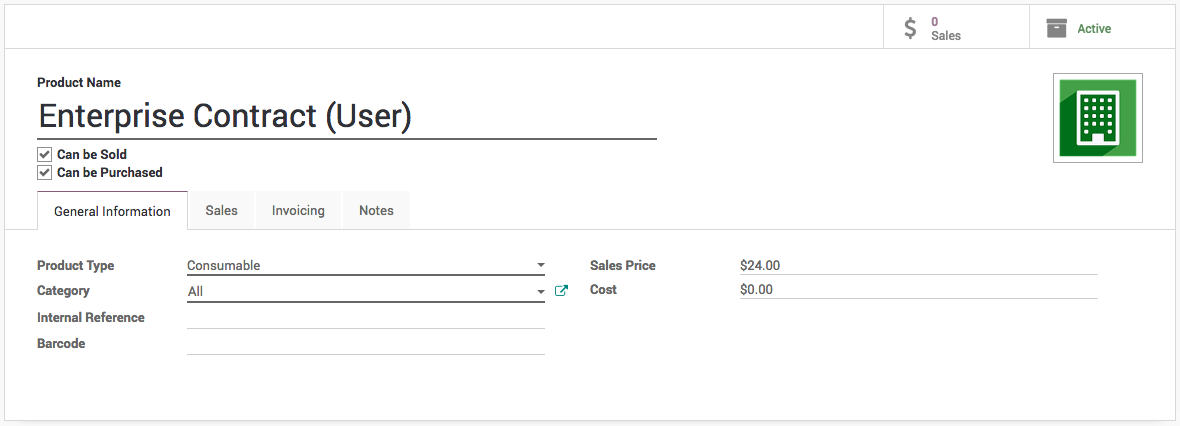 $ 0
Sales
Active
Product Name
Enterprise Contract (User)
Can be Sold
Can be Purchased
General Information Sales Invoicing Notes
Product Type Consumable Sales Price $24.00
Category All Cost $0.00
Internal Reference
Barcode